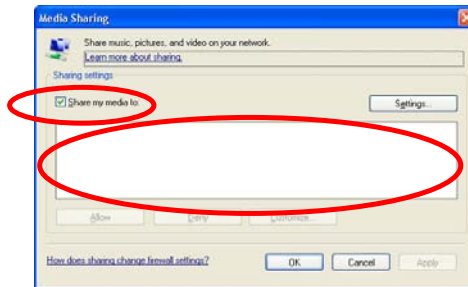 Media Sharing
Share music, pictures, and video on your network.
Learn more about sharing.
Sharing settings
Share my media to:
Settings...
Allow
Deny
Customize...
How does sharing change firewall settings?
OK
Cancel
Apply